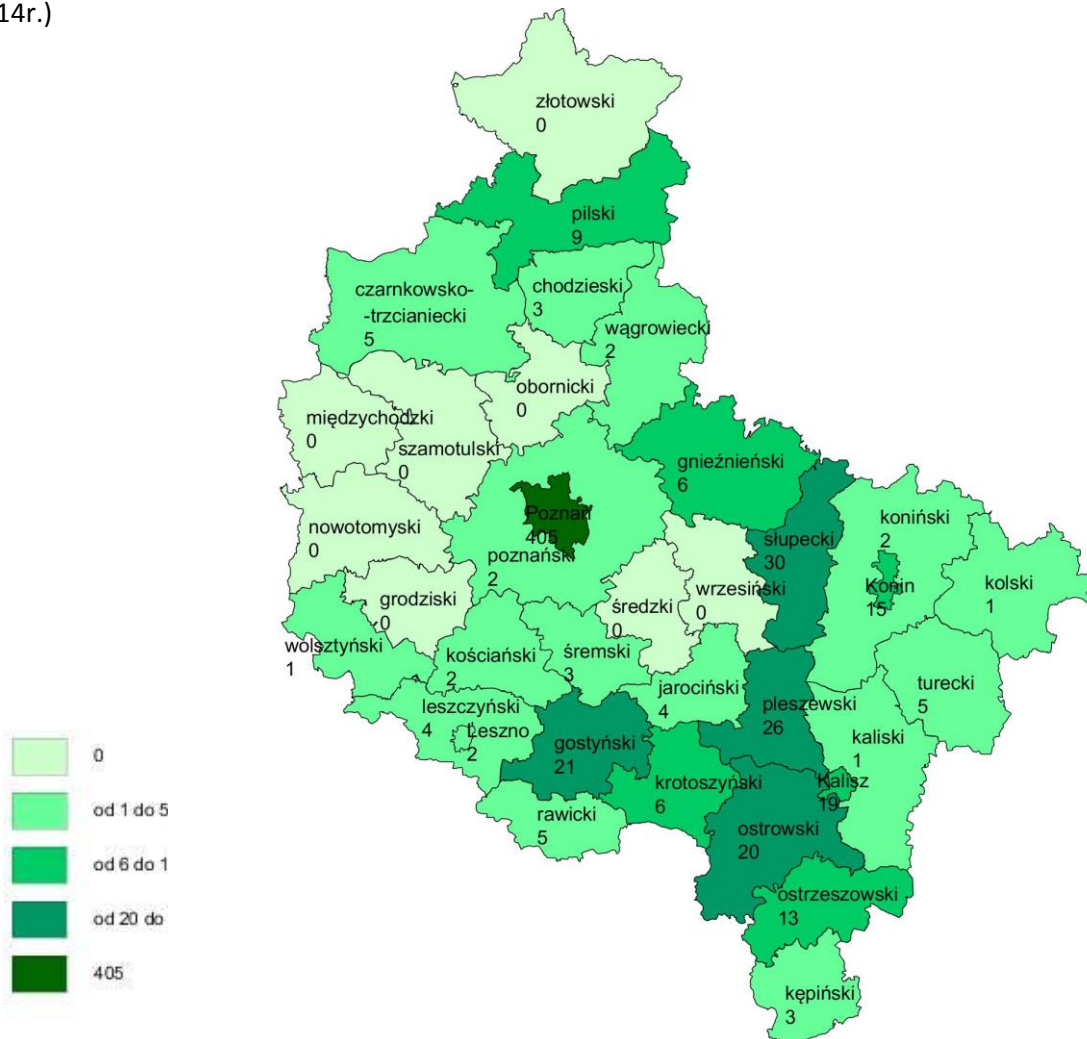 14r.)
złotowski
0
pilski
9
chodzieski
3
czarnkowsko-
-trzcianiecki
5
wągrowiecki
2
obornicki
0
międzychodzki
0
szamotulski
0
gnieźnieński
6
nowotomyski
0
Poznań
405
poznański
2
słupecki
30
koniński
2
Konin
15
kolski
1
grodziski
0
średzki
0
wrzesiński
0
wolsztyński
1
kościański
2
śremski
3
jarociński
4
pleszewski
26
turecki
5
leszczyński
4
Leszno
2
gostyński
21
kaliski
1
krotoszyński
6
Kalisz
19
rawicki
5
ostrowski
20
ostrzeszowski
13
kępiński
3
0
od 1 do 5
od 6 do 1
od 20 do
405